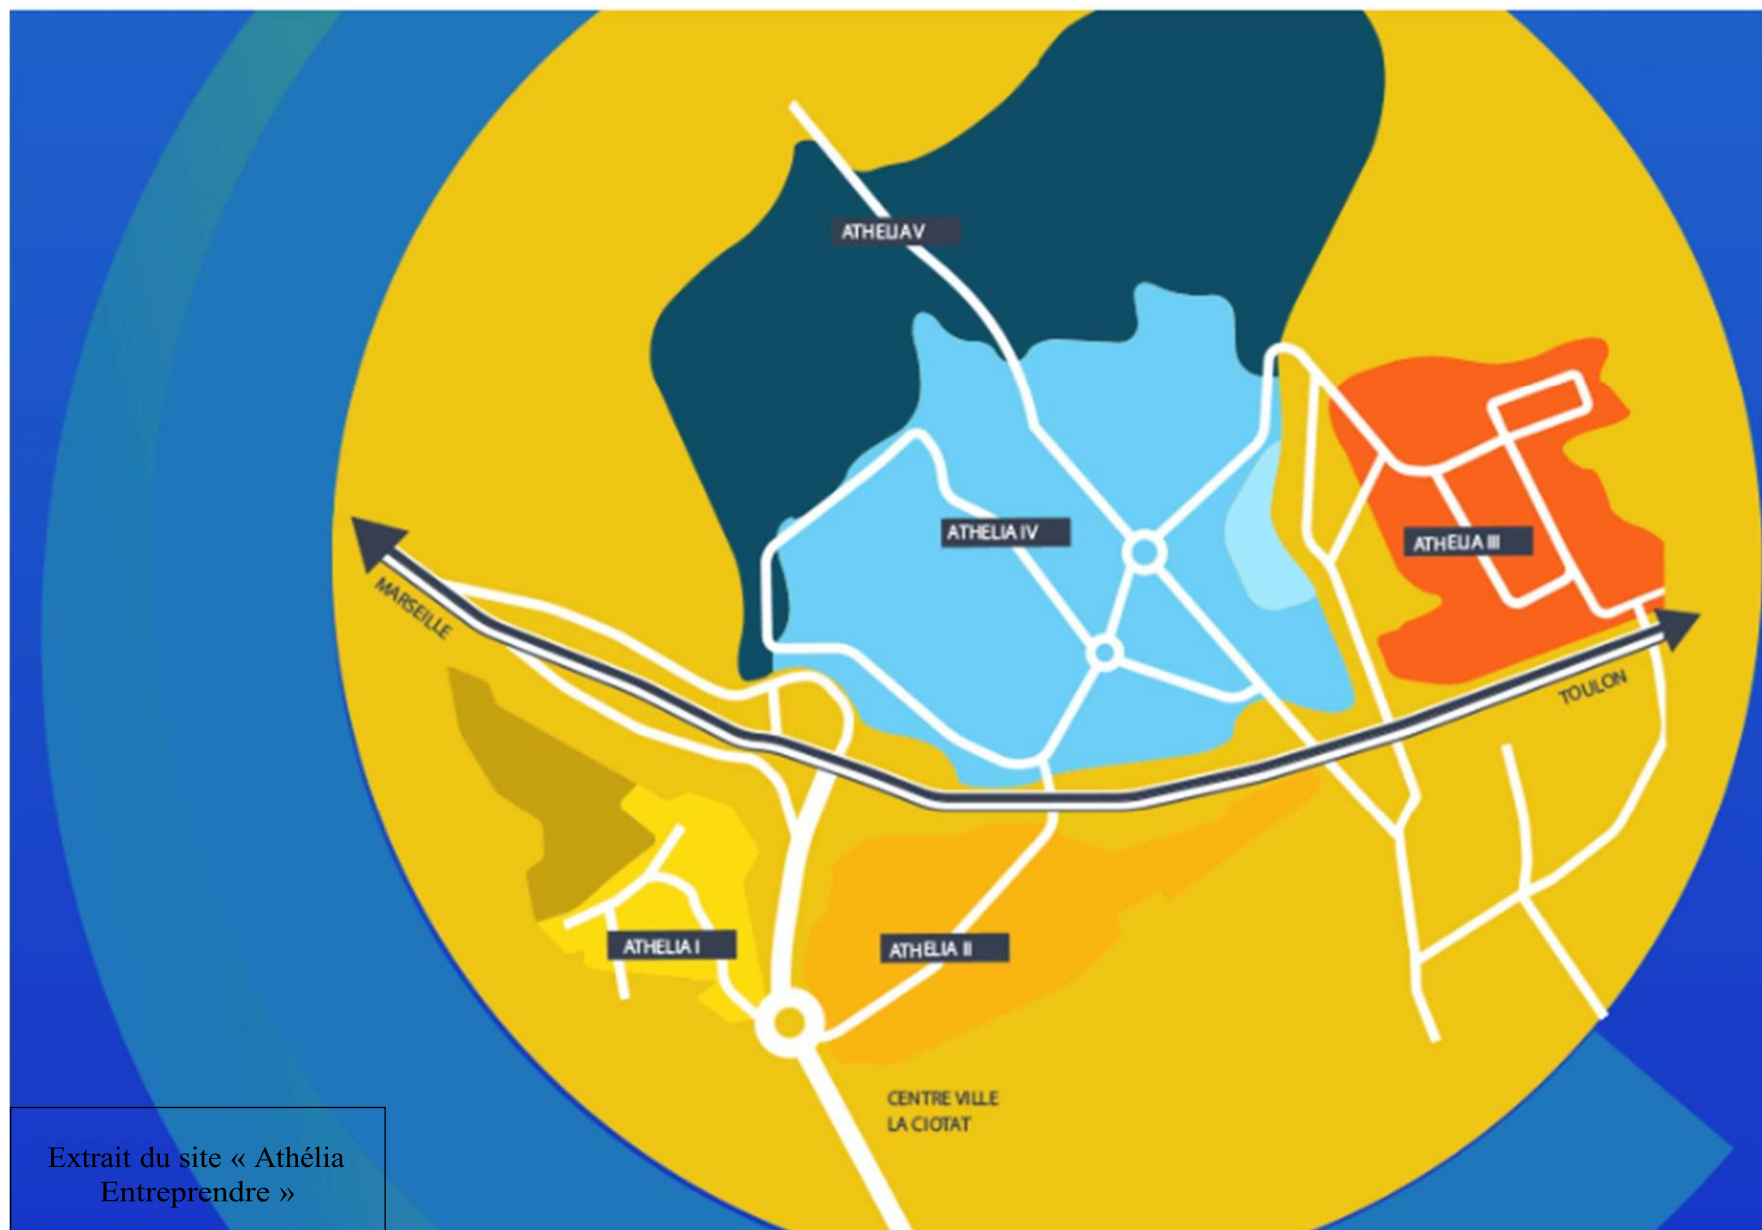 ATHELIA V
ATHELIA IV
ATHELIA III
MARSEILLE
TOULON
ATHELIA I
ATHELIA II
CENTRE VILLE
LA CIOTAT
Extrait du site « Athélia
Entreprendre »